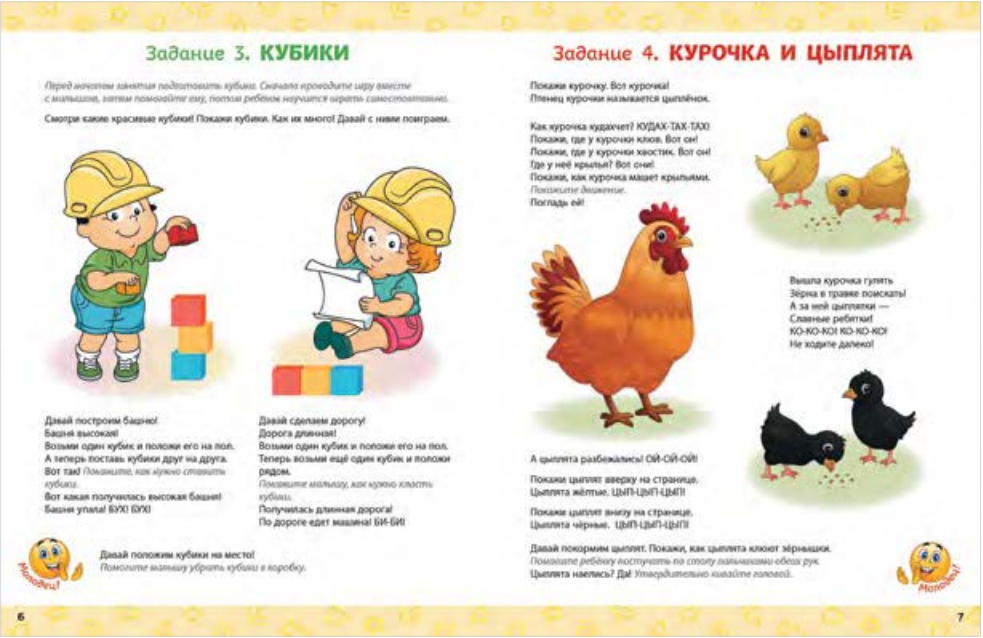 Задание 3. КУБИКИ
Перед началом занятия подготовить кубики. Сначала проводите игру вместе
с малышом, затем помогайте ему, потом ребёнок научится играть самостоятельно.
Смотри какие красивые кубики! Покажи кубики. Как их много! Давай с ними поиграем.
Давай построим башню!
Башня высокая!
Возьми один кубик и положи его на пол.
А теперь поставь кубики друг на друга.
Вот так! Покажите, как нужно ставить
кубики.
Вот какая получилась высокая башня!
Башня упала! БУХ! БУХ!
Давай сделаем дорогу!
Дорога длинная!
Возьми один кубик и положи его на пол.
Теперь возьми ещё один кубик и положи
рядом.
Покажите малышу, как нужно класть
кубики.
Получилась длинная дорога!
По дороге едет машина! БИ-БИ!
Молодец!
Давай положим кубики на место!
Помогите малышу убрать кубики в коробку.
6
Задание 4. КУРОЧКА И ЦЫПЛЯТА
Покажи курочку. Вот курочка!
Птенец курочки называется цыплёнок.
Как курочка кудахчет? КУДАХ-ТАХ-ТАХ!
Покажи, где у курочки клюв. Вот он!
Покажи, где у курочки хвостик. Вот он!
Где у неё крылья? Вот они!
Покажи, как курочка машет крыльями.
Покажите движение.
Погладь её!
Вышла курочка гулять
Зёрна в травке поискать!
А за ней цыплятки —
Славные ребятки!
КО-КО-КО! КО-КО-КО!
Не ходите далеко!
А цыплята разбежались! ОЙ-ОЙ-ОЙ!
Покажи цыплят вверху на странице.
Цыплята жёлтые. ЦЫП-ЦЫП-ЦЫП!
Покажи цыплят внизу на странице.
Цыплята чёрные. ЦЫП-ЦЫП-ЦЫП!
Давай покормим цыплят. Покажи, как цыплята клюют зёрнышки.
Помогите ребёнку постучать по столу пальчиками обеих рук.
Цыплята наелись? Да! Утвердительно кивайте головой.
Молодец!
7